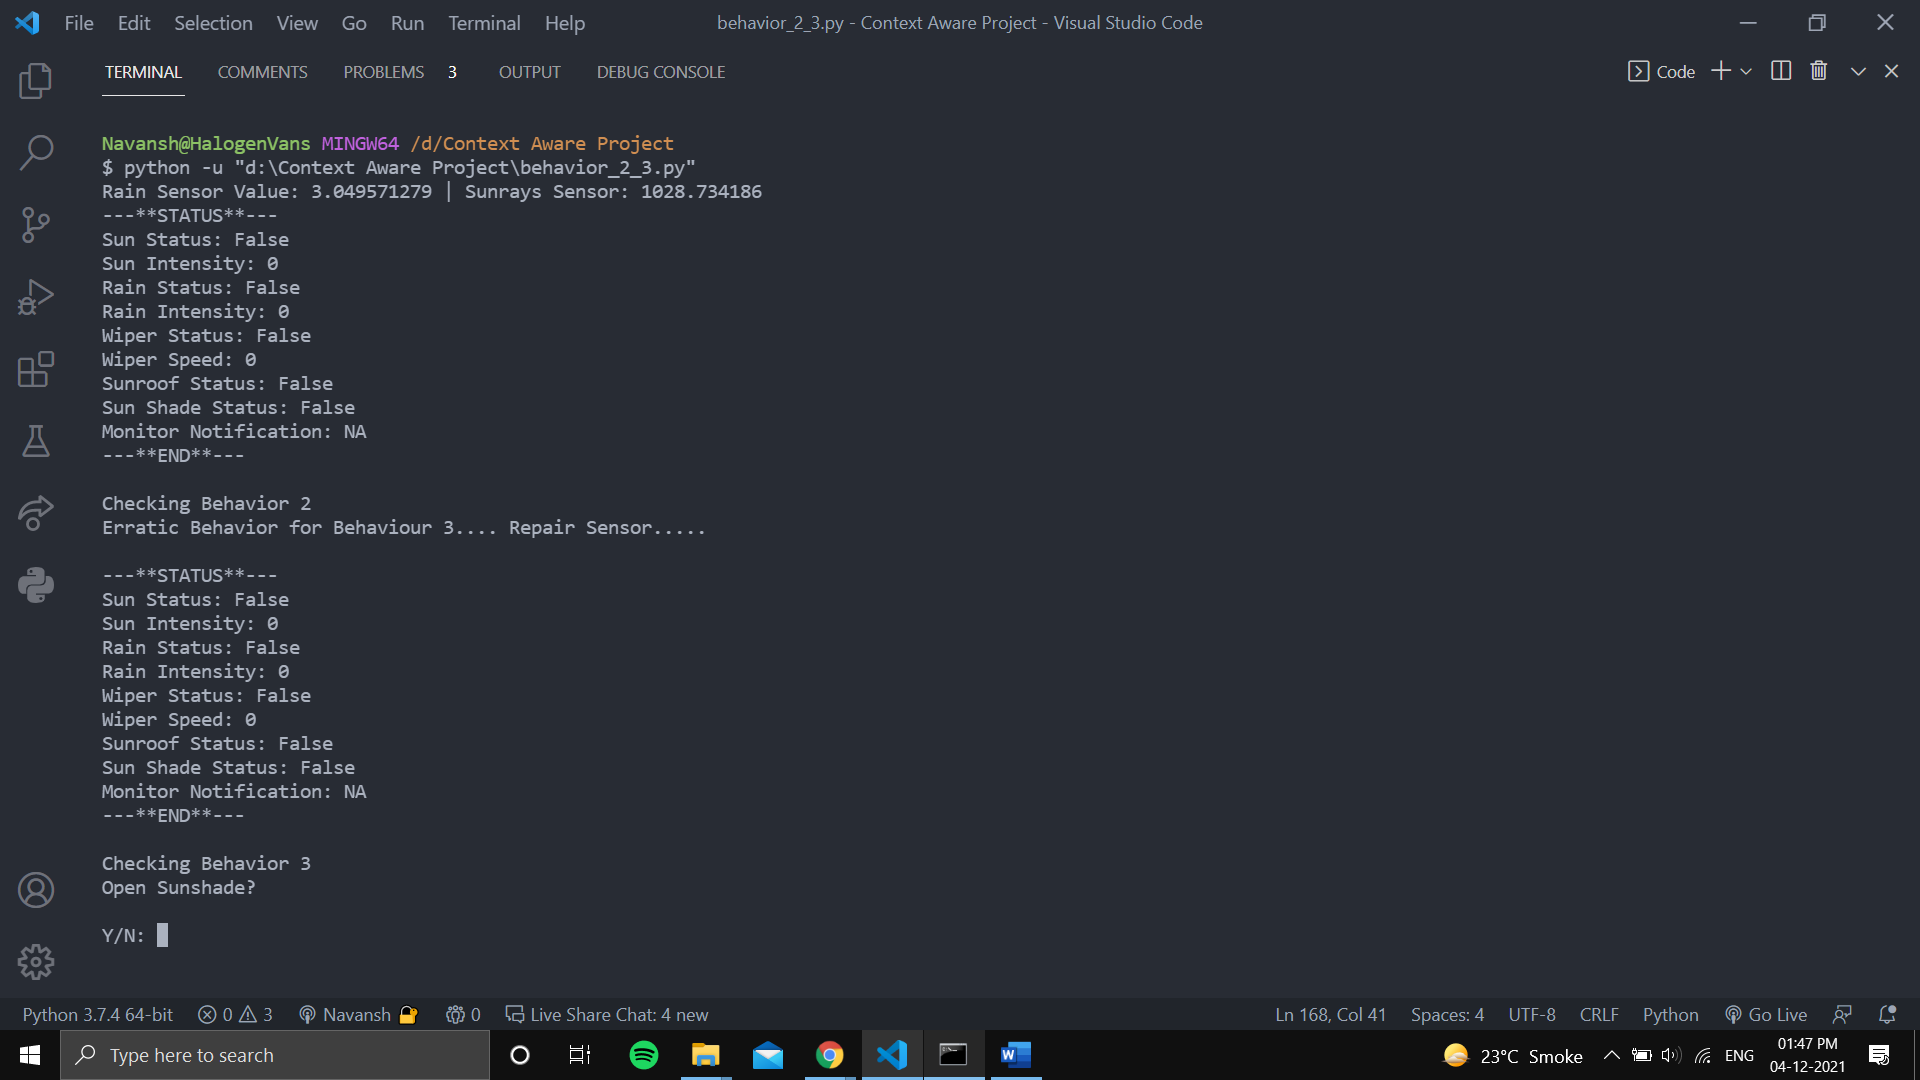 File Edit Selection View Go Run Terminal Help behavior_2_3.py - Context Aware Project - Visual Studio Code
TERMINAL COMMENTS PROBLEMS 3 OUTPUT DEBUG CONSOLE Code
Navansh@HalogenVans MINGW64 /d/Context Aware Project
$ python -u "d:\Context Aware Project\behavior_2_3.py"
Rain Sensor Value: 3.049571279 | Sunrays Sensor: 1028.734186
---**STATUS**---
Sun Status: False
Sun Intensity: 0
Rain Status: False
Rain Intensity: 0
Wiper Status: False
Wiper Speed: 0
Sunroof Status: False
Sun Shade Status: False
Monitor Notification: NA
---**END**---
Checking Behavior 2
Erratic Behavior for Behaviour 3.... Repair Sensor.....
---**STATUS**---
Sun Status: False
Sun Intensity: 0
Rain Status: False
Rain Intensity: 0
Wiper Status: False
Wiper Speed: 0
Sunroof Status: False
Sun Shade Status: False
Monitor Notification: NA
---**END**---
Checking Behavior 3
Open Sunshade?
Y/N:
Python 3.7.4 64-bit 0 3 Navansh 0 Live Share Chat: 4 new Ln 168, Col 41 Spaces: 4 UTF-8 CRLF Python Go Live
Type here to search W 23°C Smoke ENG 01:47 PM
04-12-2021